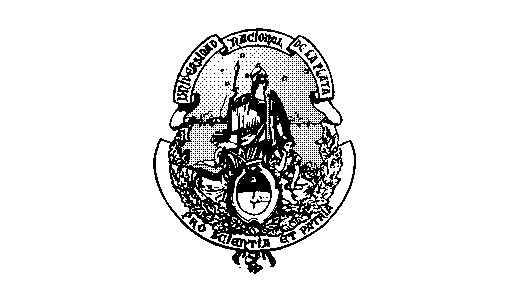 UNIVERSIDAD NACIONAL DE LA PLATA
PRO SCIENTIA ET PATRIA